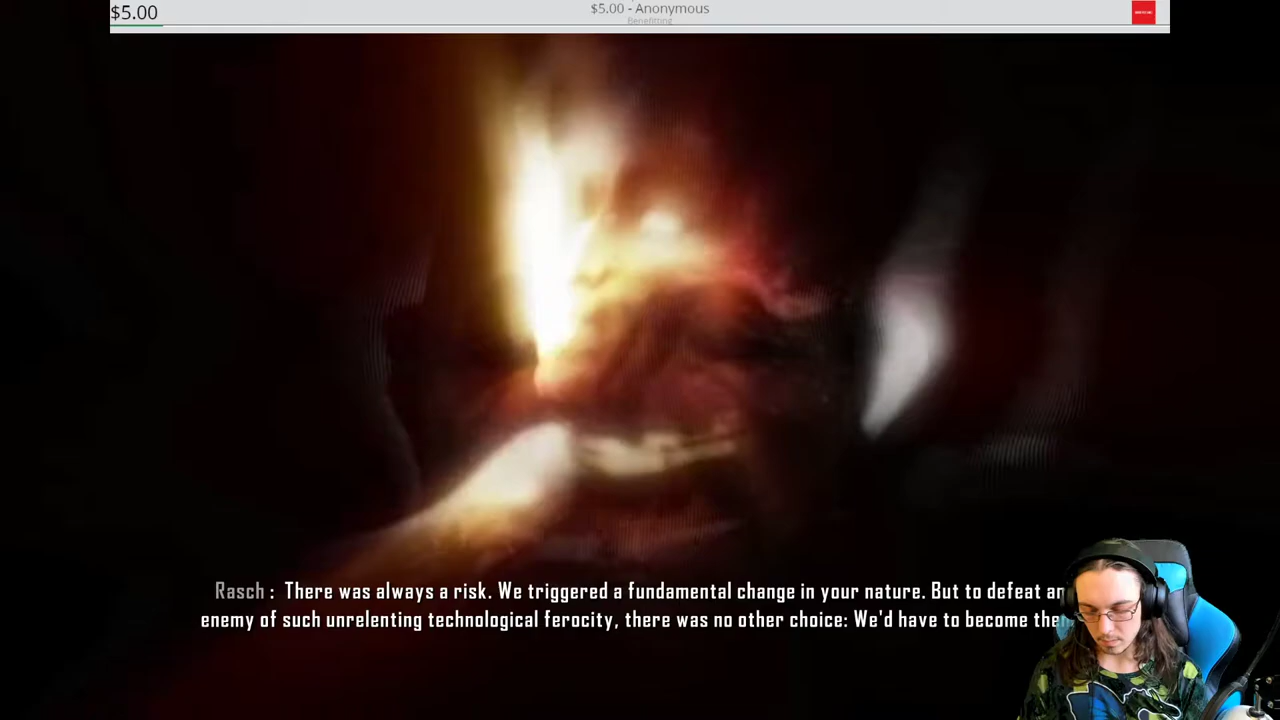 $5.00
$5.00 - Anonymous
Benefitting
Rasch : There was always a risk. We triggered a fundamental change in your nature. But to defeat an
enemy of such unrelenting technological ferocity, there was no other choice: We'd have to become